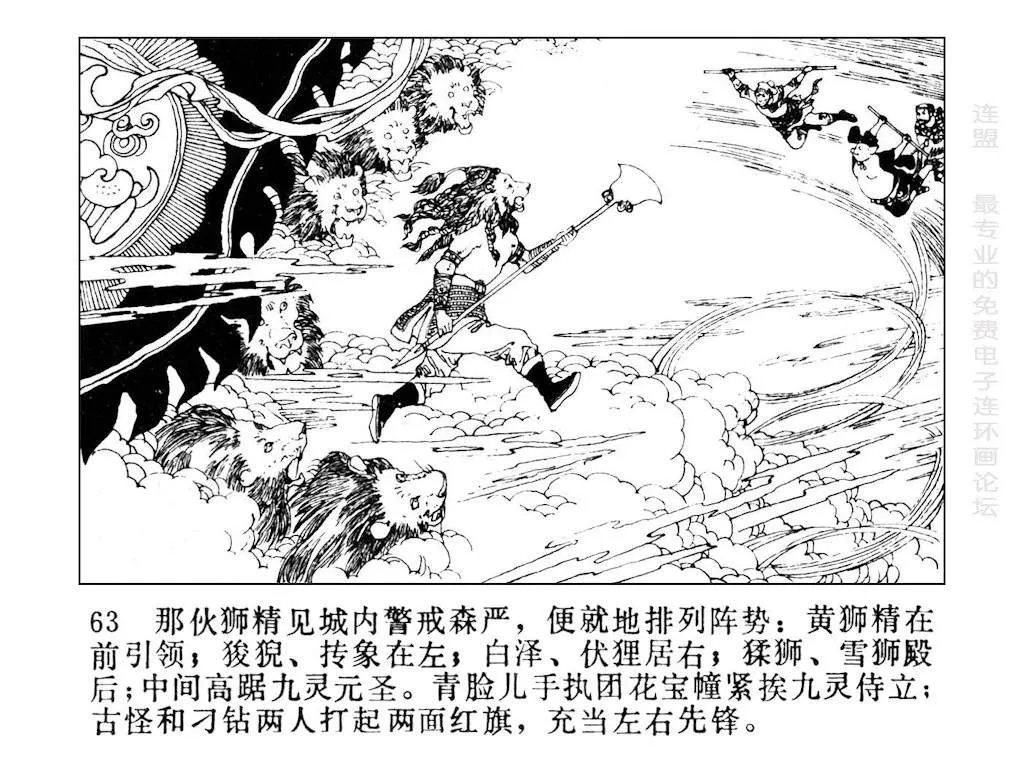 63 那伙狮精见城内警戒森严，便就地排列阵势：黄狮精在
前引领；狻猊、抟象在左；白泽、伏狸居右；猱狮、雪狮殿
后；中间高踞九灵元圣。青脸儿手执团花宝幢紧挨九灵侍立；
古怪和刁钻两人打起两面红旗，充当左右先锋。
连盟 最专业的免费电子连环画论坛